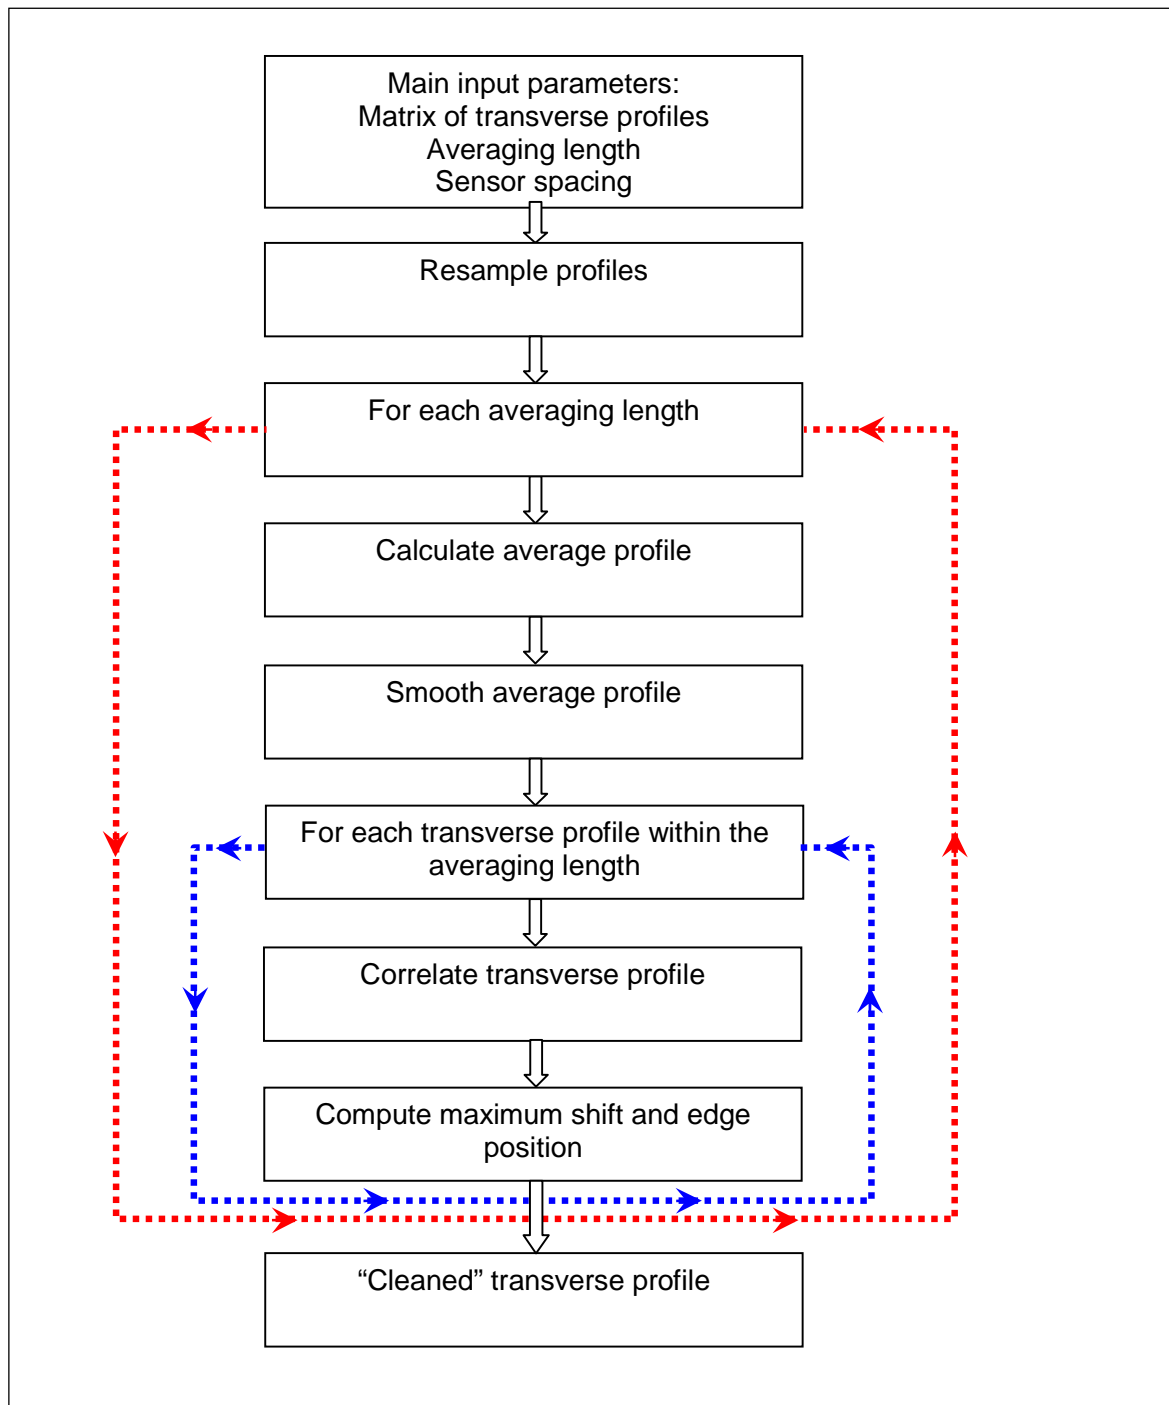 Main input parameters:
Matrix of transverse profiles
Averaging length
Sensor spacing
Resample profiles
For each averaging length
Calculate average profile
Smooth average profile
For each transverse profile within the
averaging length
Correlate transverse profile
Compute maximum shift and edge
position
“Cleaned” transverse profile